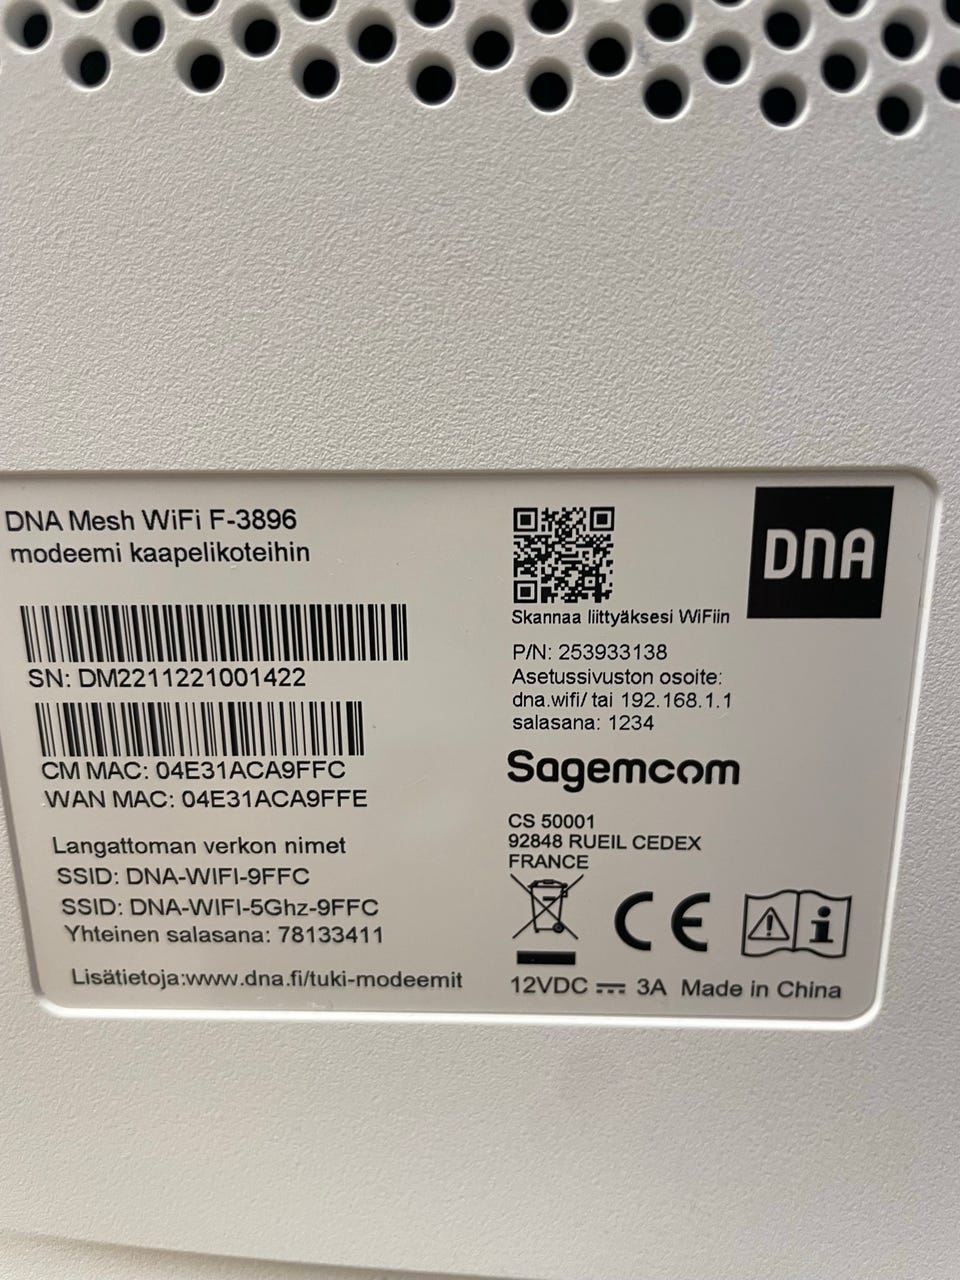 DNA Mesh WiFi F-3896
modeemi kaapelikoteihin
SN: DM2211221001422
CM MAC: 04E31ACA9FFC
WAN MAC: 04E31ACA9FFE
Langattoman verkon nimet
SSID: DNA-WIFI-9FFC
SSID: DNA-WIFI-5Ghz-9FFC
Yhteinen salasana: 78133411
Lisätietoja:www.dna.fi/tuki-modeemit
DNA
Skannaa liittyäksesi WiFiin
P/N: 253933138
Asetussivuston osoite:
dna.wifi/ tai 192.168.1.1
salasana: 1234
Sagemcom
CS 50001
92848 RUEIL CEDEX
FRANCE
CE
12VDC ⎓ 3A Made in China